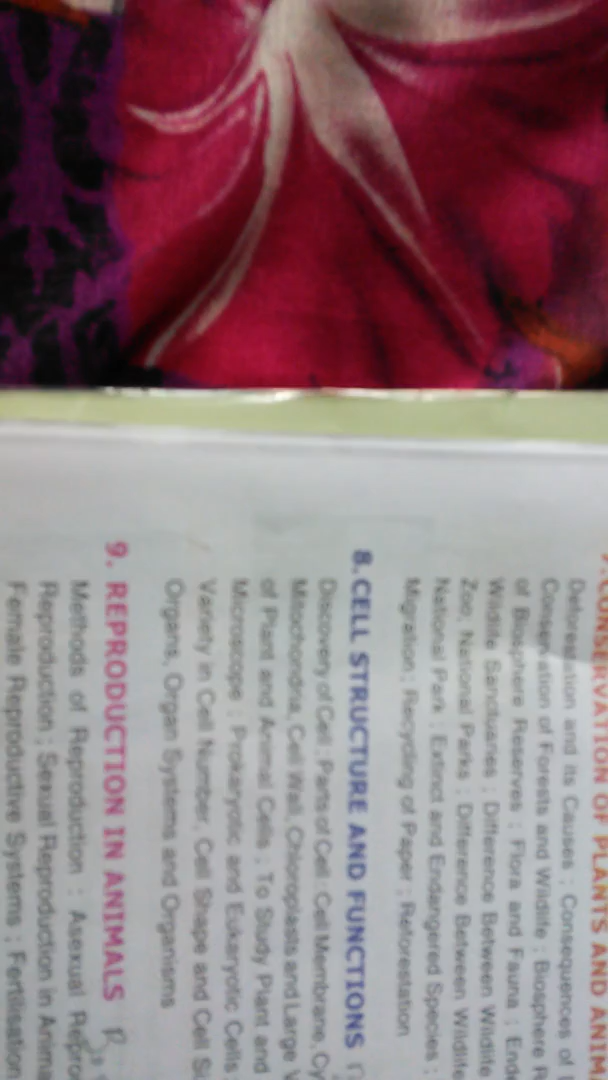 CONSERVATION OF PLANTS AND ANIM
Deforestation and its Causes ; Consequences of
Conservation of Forests and Wildlife ; Biosphere R
of Biosphere Reserves ; Flora and Fauna ; Ende
Wildlife Sanctuaries ; Difference Between Wildlife
Zoo, National Parks ; Difference Between Wildlife
National Park ; Extinct and Endangered Species ;
Migration ; Recycling of Paper ; Reforestation
8. CELL STRUCTURE AND FUNCTIONS
Discovery of Cell ; Parts of Cell : Cell Membrane, Cy
Mitochondria, Cell Wall, Chloroplasts and Large V
of Plant and Animal Cells ; To Study Plant and
Microscope ; Prokaryotic and Eukaryotic Cells
Variety in Cell Number, Cell Shape and Cell Si
Organs, Organ Systems and Organisms
9. REPRODUCTION IN ANIMALS
Methods of Reproduction : Asexual Repro
Reproduction ; Sexual Reproduction in Anima
Female Reproductive Systems ; Fertilisation